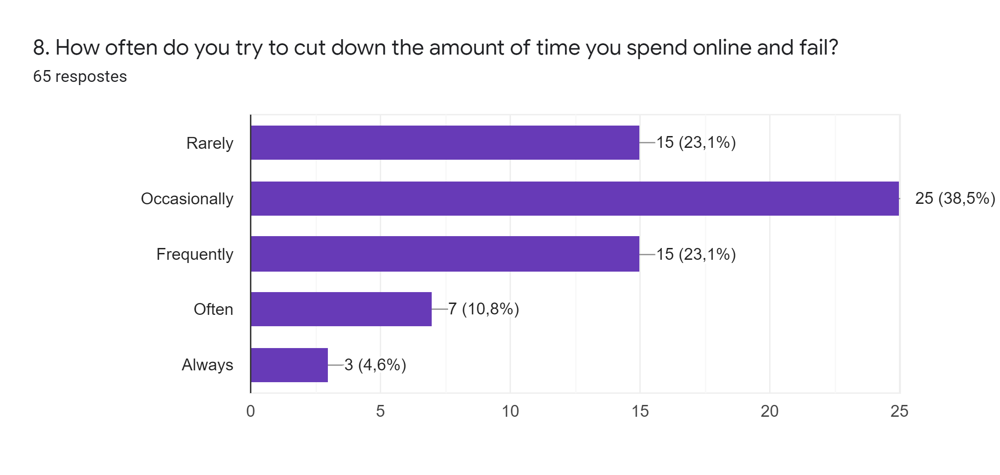 8. How often do you try to cut down the amount of time you spend online and fail?
65 respostes
Rarely 15 (23,1%)
Occasionally 25 (38,5%)
Frequently 15 (23,1%)
Often 7 (10,8%)
Always 3 (4,6%)
0 5 10 15 20 25